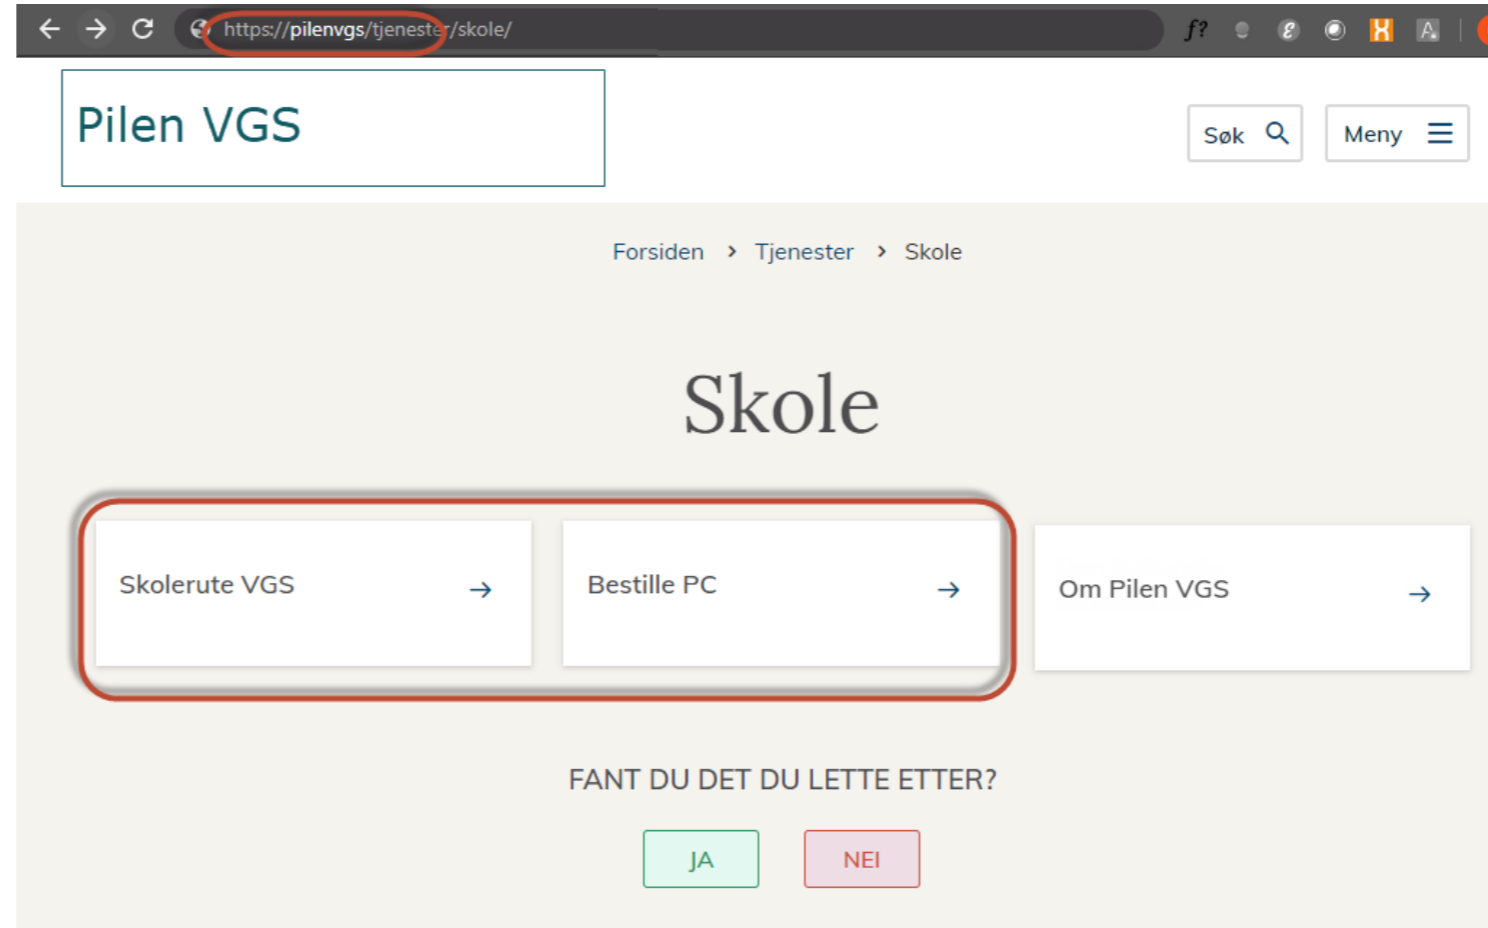 https://pilenvgs/tjenester/skole/
f?
Pilen VGS
Søk
Meny
Forsiden > Tjenester > Skole
Skole
Skolerute VGS →
Bestille PC →
Om Pilen VGS →
FANT DU DET DU LETTE ETTER?
JA
NEI